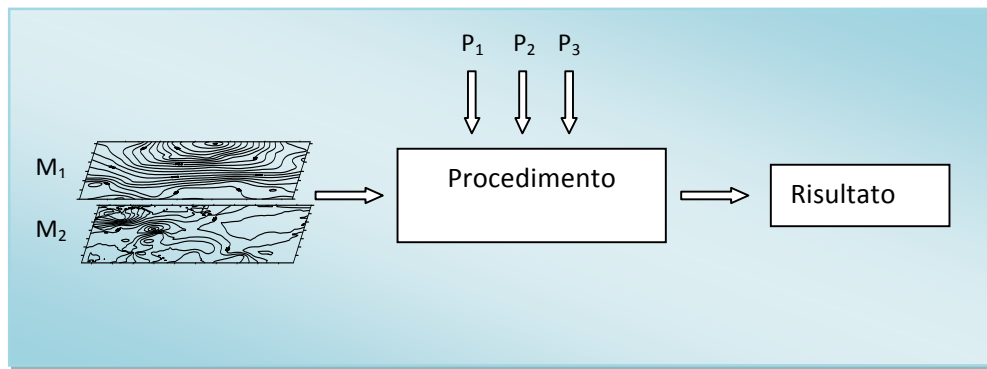 P₁ P₂ P₃
M₁
Procedimento
Risultato
M₂